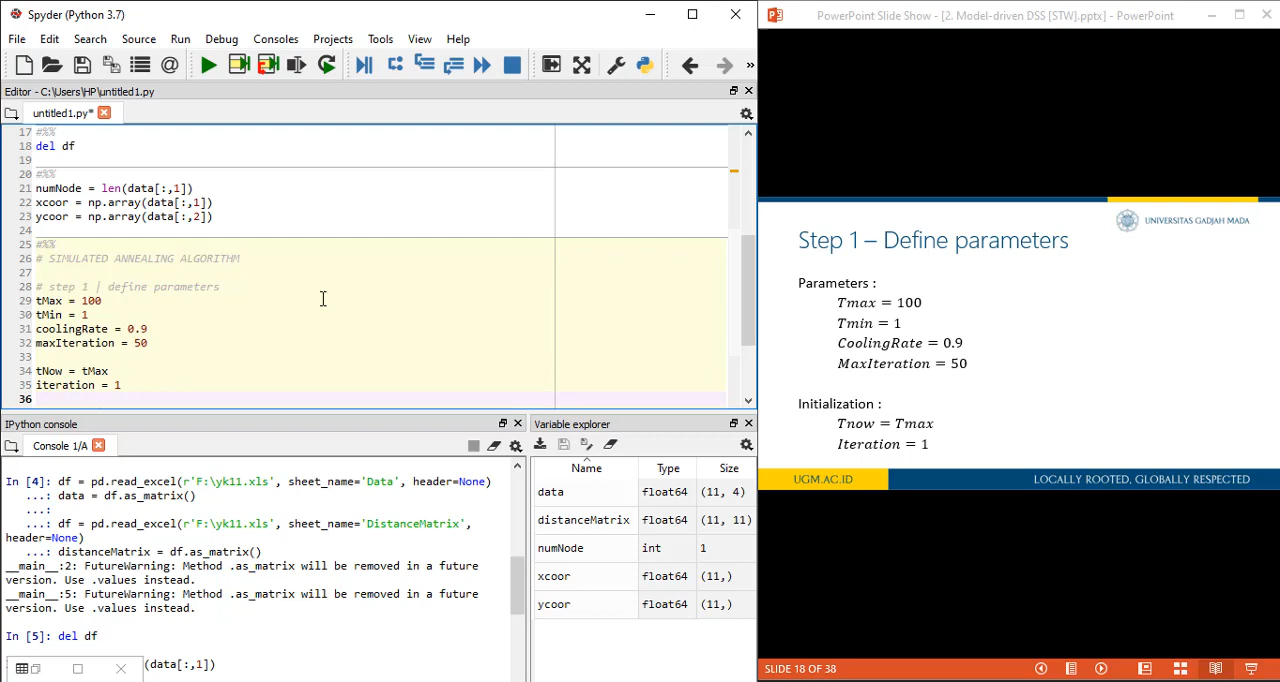 Spyder (Python 3.7)
File Edit Search Source Run Debug Consoles Projects Tools View Help
Editor - C:\Users\HP\untitled1.py
untitled1.py*
17 #%%
18 del df
19
20 #%%
21 numNode = len(data[:,1])
22 xcoor = np.array(data[:,1])
23 ycoor = np.array(data[:,2])
24
25 #%%
26 # SIMULATED ANNEALING ALGORITHM
27
28 # step 1 | define parameters
29 tMax = 100
30 tMin = 1
31 coolingRate = 0.9
32 maxIteration = 50
33
34 tNow = tMax
35 iteration = 1
36
IPython console
Console 1/A
In [4]: df = pd.read_excel(r'F:\yk11.xls', sheet_name='Data', header=None)
...: data = df.as_matrix()
...:
...: df = pd.read_excel(r'F:\yk11.xls', sheet_name='DistanceMatrix',
header=None)
...: distanceMatrix = df.as_matrix()
__main__:2: FutureWarning: Method .as_matrix will be removed in a future
version. Use .values instead.
__main__:5: FutureWarning: Method .as_matrix will be removed in a future
version. Use .values instead.
In [5]: del df
(data[:,1])
Variable explorer
Name Type Size
data float64 (11, 4)
distanceMatrix float64 (11, 11)
numNode int 1
xcoor float64 (11,)
ycoor float64 (11,)
PowerPoint Slide Show - [2. Model-driven DSS [STW].pptx] - PowerPoint
UNIVERSITAS GADJAH MADA
Step 1 – Define parameters
Parameters :
Tmax = 100
Tmin = 1
CoolingRate = 0.9
MaxIteration = 50
Initialization :
Tnow = Tmax
Iteration = 1
UGM.AC.ID LOCALLY ROOTED, GLOBALLY RESPECTED
SLIDE 18 OF 38